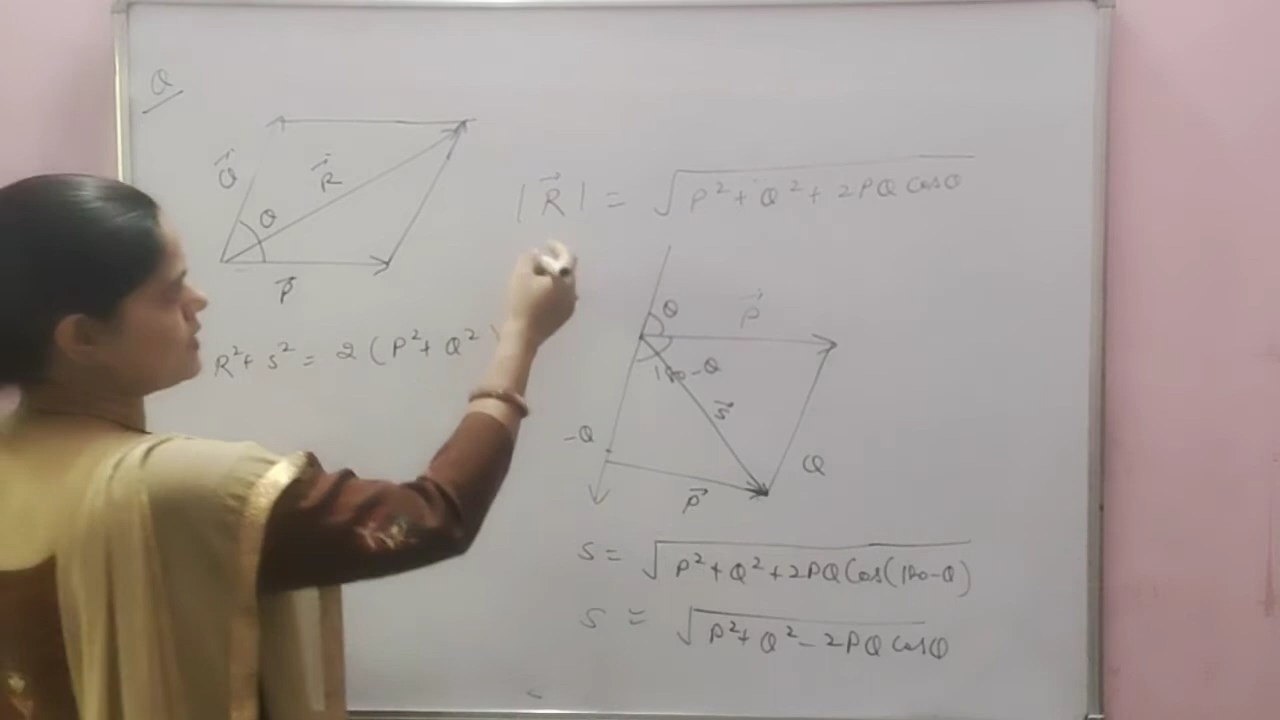 Q
Q⃗
R⃗
θ
P⃗
R² + S² = 2 (P² + Q²
|R⃗| = √(P² + Q² + 2PQ Cosθ)
θ
P⃗
180-θ
S⃗
-Q
Q
P⃗
S = √(P² + Q² + 2PQ Cos(180-θ))
S = √(P² + Q² - 2PQ Cosθ)